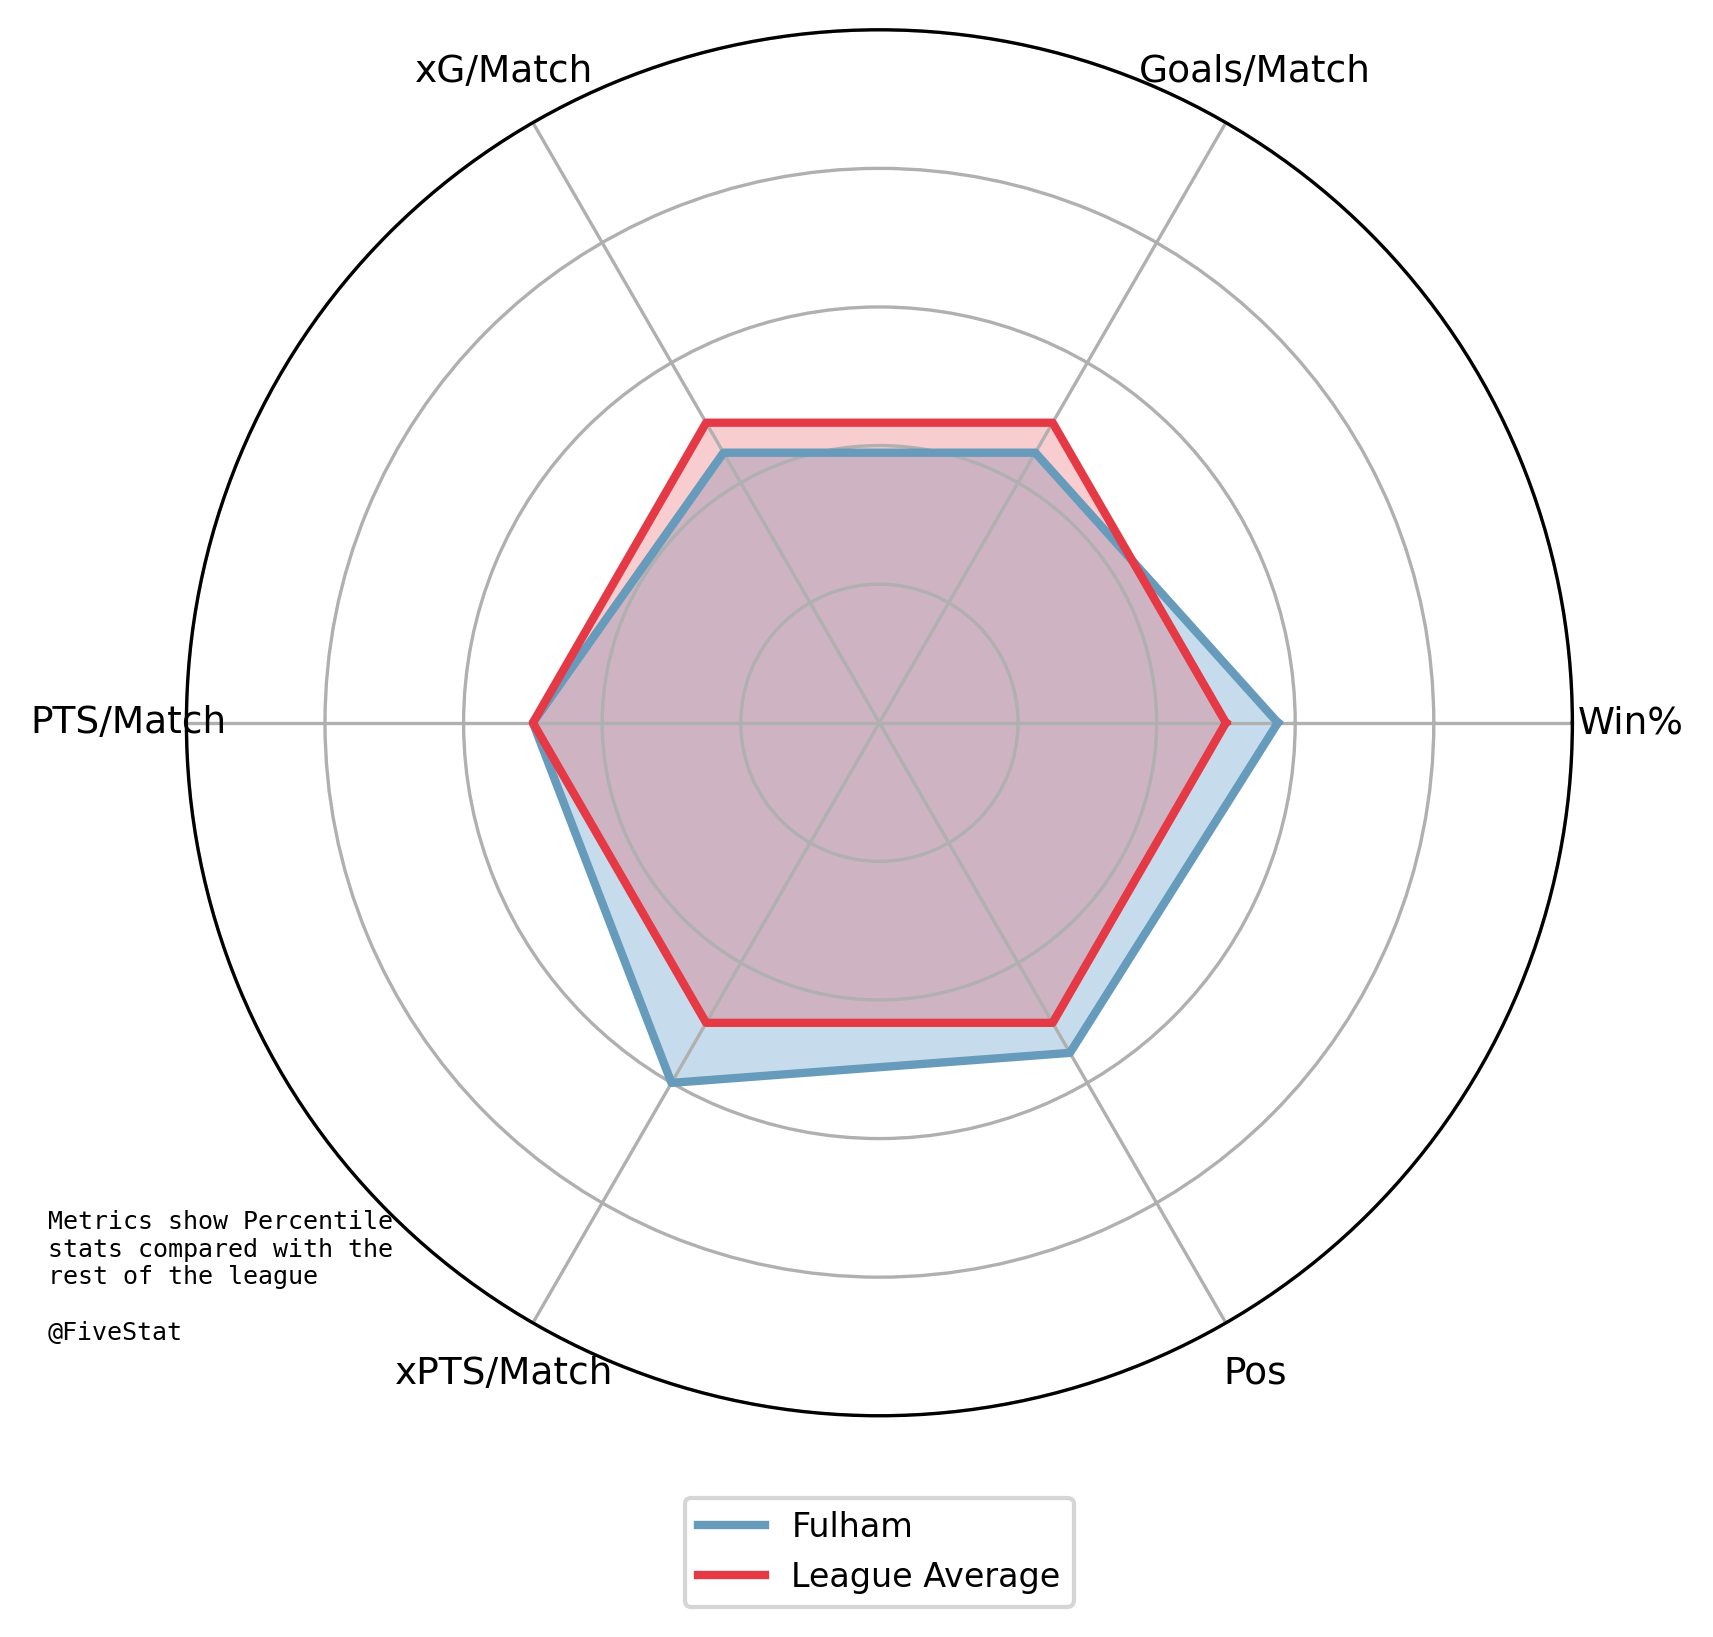 xG/Match
Goals/Match
PTS/Match
Win%
Metrics show Percentile
stats compared with the
rest of the league
@FiveStat
xPTS/Match
Pos
Fulham
League Average